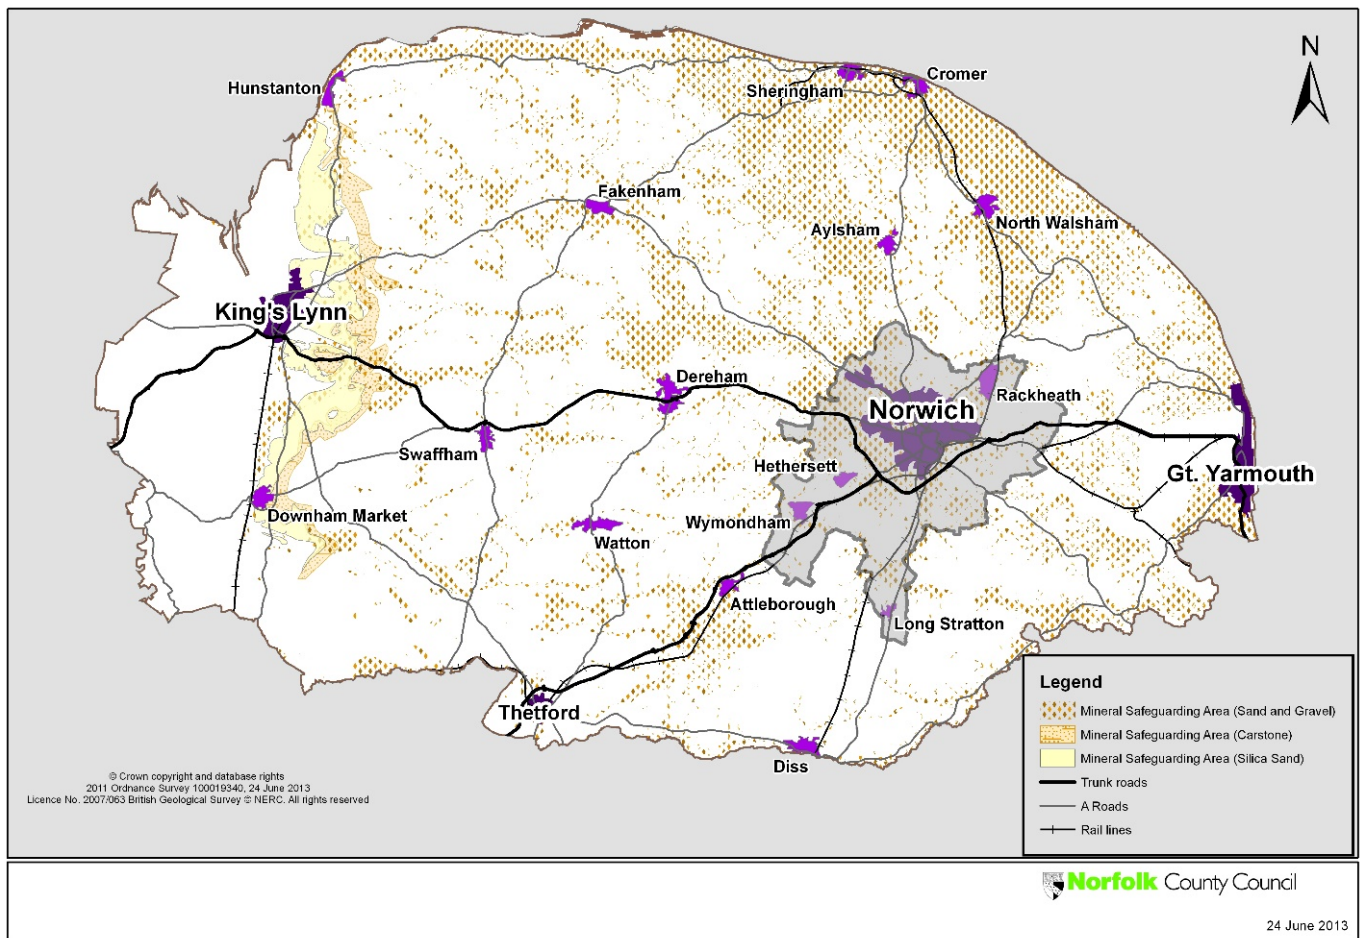 N
Hunstanton
Sheringham
Cromer
Fakenham
Aylsham
North Walsham
King's Lynn
Dereham
Norwich
Rackheath
Swaffham
Hethersett
Gt. Yarmouth
Downham Market
Wymondham
Watton
Attleborough
Long Stratton
Thetford
Diss
Legend
Mineral Safeguarding Area (Sand and Gravel)
Mineral Safeguarding Area (Carstone)
Mineral Safeguarding Area (Silica Sand)
Trunk roads
A Roads
Rail lines
© Crown copyright and database rights
2011 Ordnance Survey 100019340, 24 June 2013
Licence No. 2007/063 British Geological Survey © NERC. All rights reserved
Norfolk County Council
24 June 2013